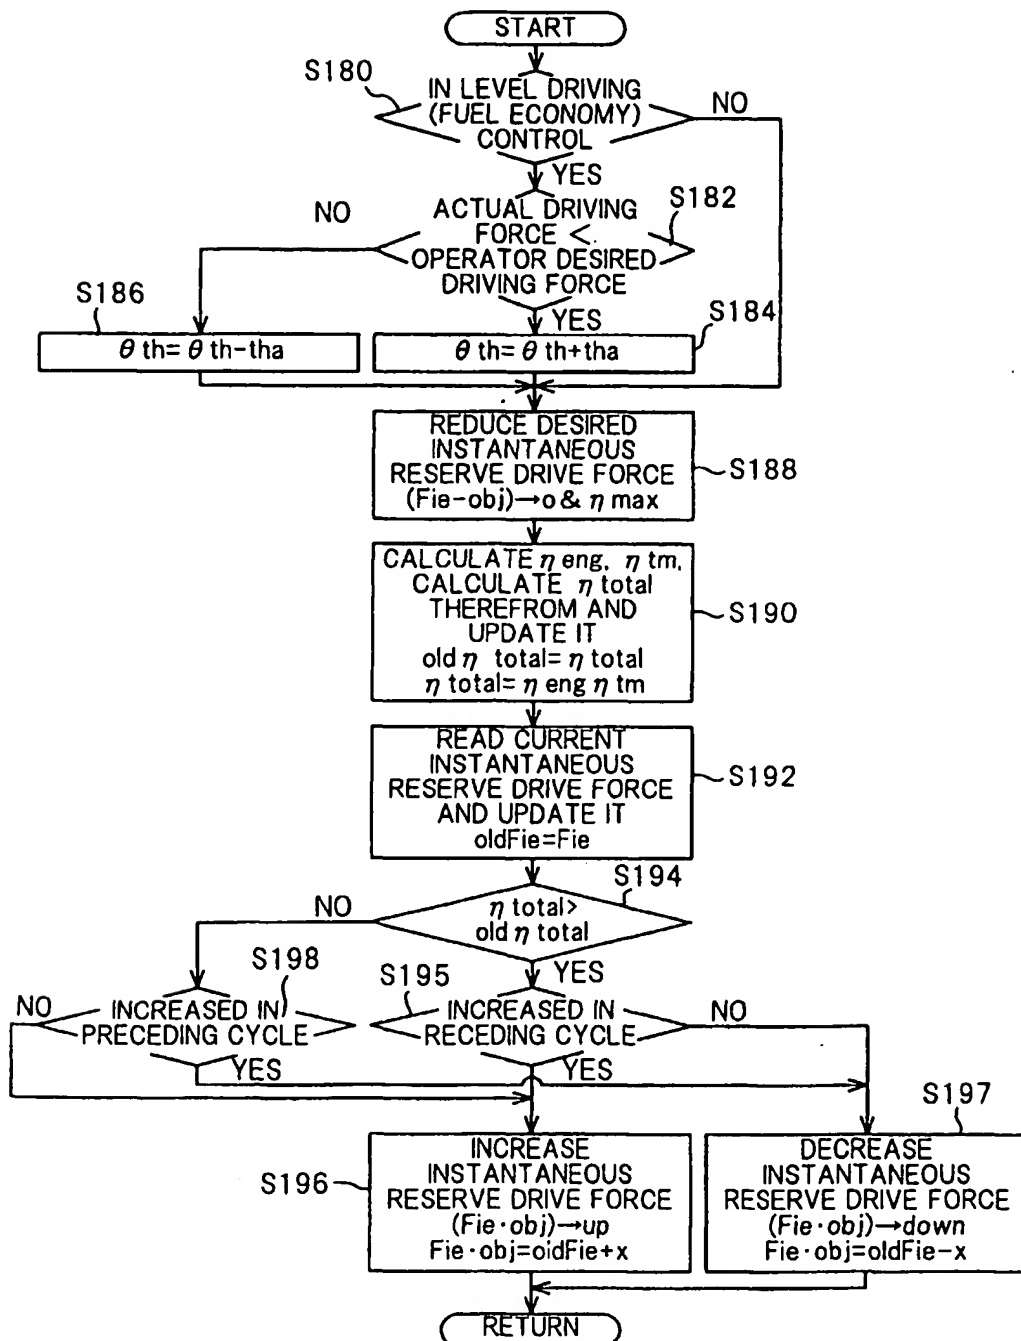 START
S180
IN LEVEL DRIVING
(FUEL ECONOMY)
CONTROL
NO
YES
S182
NO
ACTUAL DRIVING
FORCE <
OPERATOR DESIRED
DRIVING FORCE
S186
YES
S184
θ th= θ th-tha
θ th= θ th+tha
REDUCE DESIRED
INSTANTANEOUS
RESERVE DRIVE FORCE
(Fie-obj)→o & η max
S188
CALCULATE η eng, η tm,
CALCULATE η total
THEREFROM AND
UPDATE IT
old η total= η total
η total= η eng η tm
S190
READ CURRENT
INSTANTANEOUS
RESERVE DRIVE FORCE
AND UPDATE IT
oldFie=Fie
S192
S194
NO
η total>
old η total
YES
S198
S195
NO
INCREASED IN
PRECEDING CYCLE
YES
INCREASED IN
RECEDING CYCLE
NO
YES
S197
S196
INCREASE
INSTANTANEOUS
RESERVE DRIVE FORCE
(Fie·obj)→up
Fie·obj=oidFie+x
DECREASE
INSTANTANEOUS
RESERVE DRIVE FORCE
(Fie·obj)→down
Fie·obj=oldFie-x
RETURN